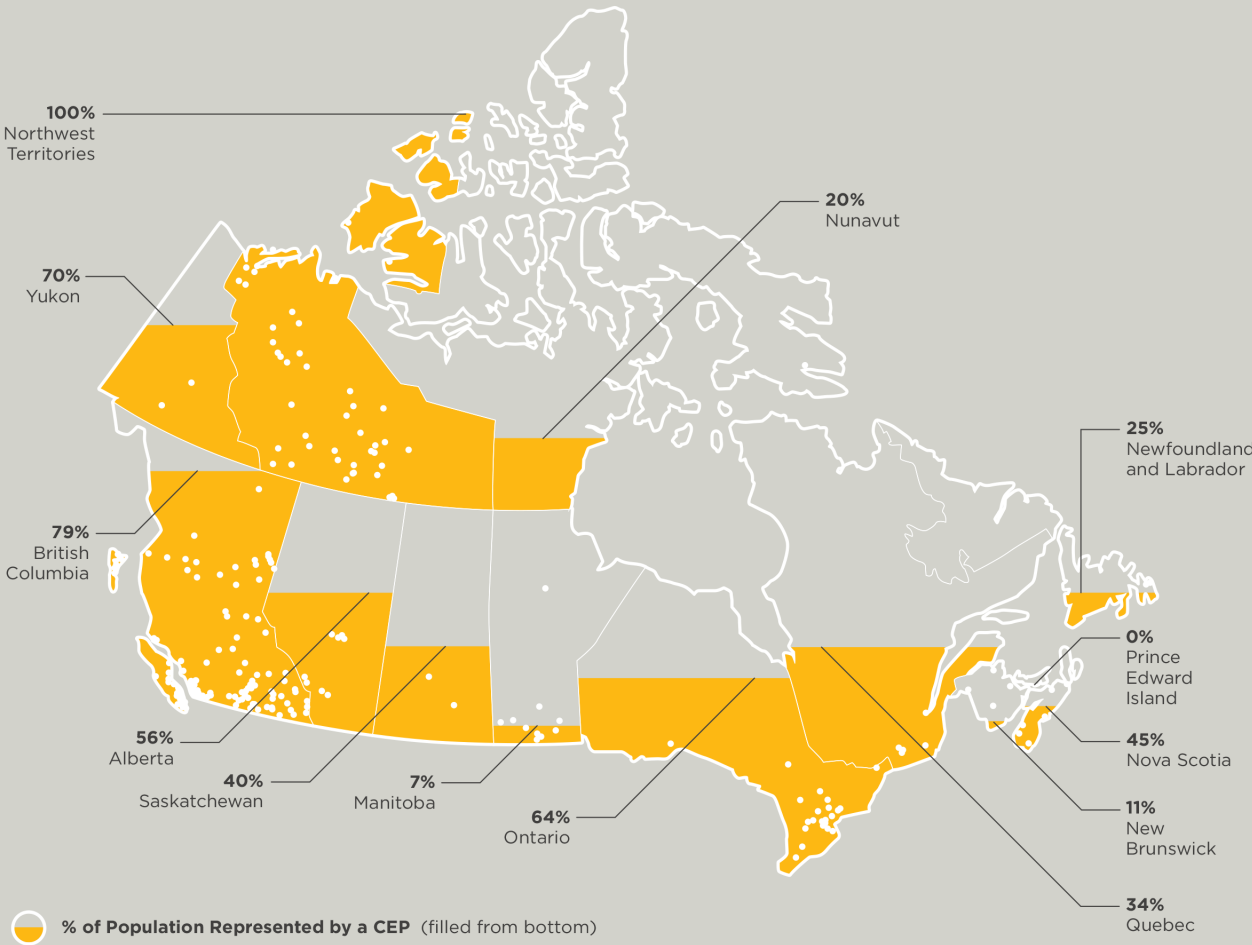 100%
Northwest
Territories
20%
Nunavut
70%
Yukon
25%
Newfoundland
and Labrador
79%
British
Columbia
0%
Prince
Edward
Island
56%
Alberta
45%
Nova Scotia
40%
Saskatchewan
7%
Manitoba
64%
Ontario
11%
New
Brunswick
34%
Quebec
% of Population Represented by a CEP (filled from bottom)